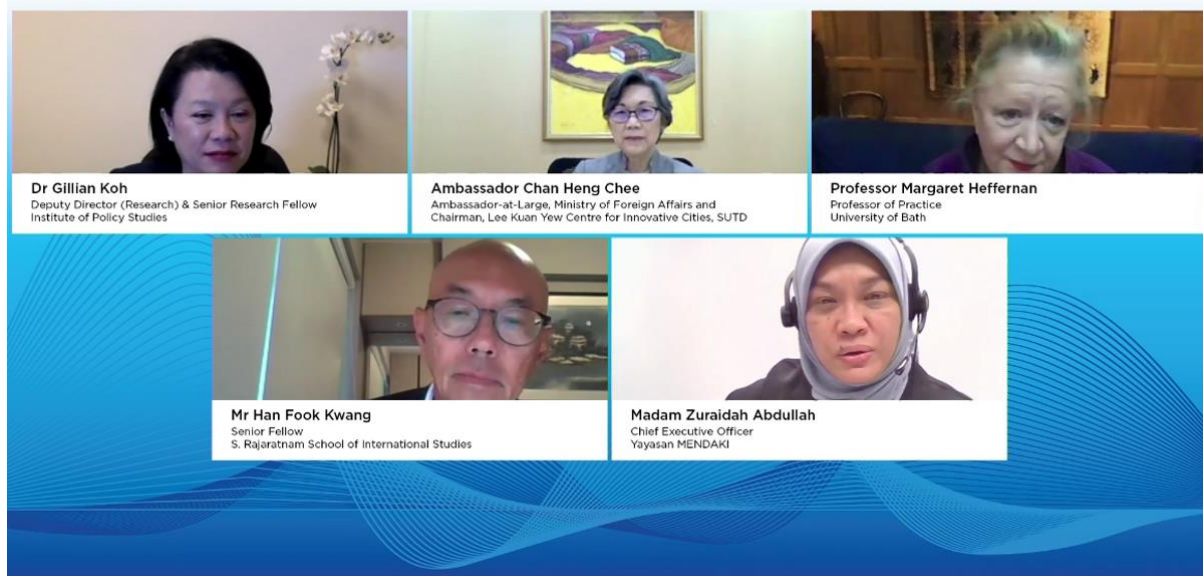 Dr Gillian Koh
Deputy Director (Research) & Senior Research Fellow
Institute of Policy Studies
Ambassador Chan Heng Chee
Ambassador-at-Large, Ministry of Foreign Affairs and
Chairman, Lee Kuan Yew Centre for Innovative Cities, SUTD
Professor Margaret Heffernan
Professor of Practice
University of Bath
Mr Han Fook Kwang
Senior Fellow
S. Rajaratnam School of International Studies
Madam Zuraidah Abdullah
Chief Executive Officer
Yayasan MENDAKI